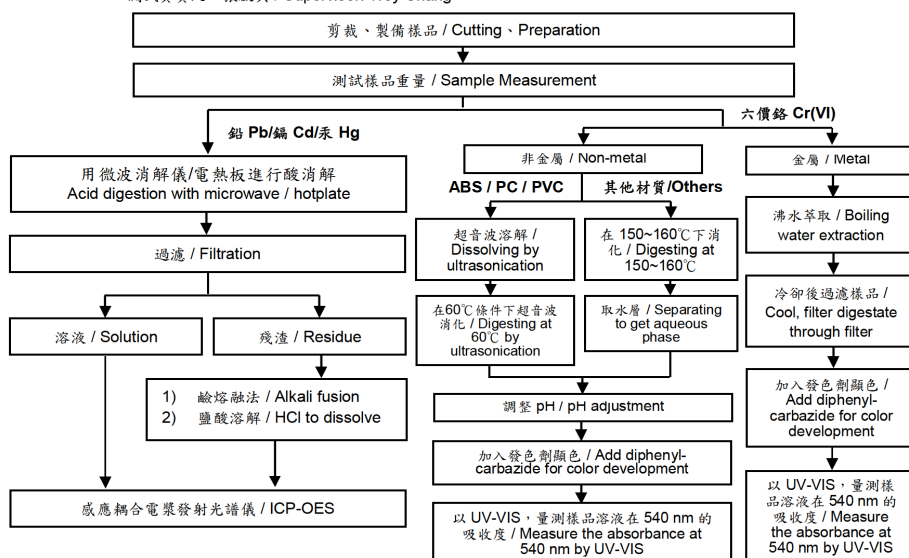 剪裁、製備樣品 / Cutting、Preparation
測試樣品重量 / Sample Measurement
鉛 Pb/鎘 Cd/汞 Hg
六價鉻 Cr(VI)
用微波消解儀/電熱板進行酸消解
Acid digestion with microwave / hotplate
過濾 / Filtration
溶液 / Solution
殘渣 / Residue
1) 鹼熔融法 / Alkali fusion
2) 鹽酸溶解 / HCl to dissolve
感應耦合電漿發射光譜儀 / ICP-OES
非金屬 / Non-metal
ABS / PC / PVC
其他材質/Others
超音波溶解 /
Dissolving by
ultrasonication
在60℃條件下超音波
消化 / Digesting at
60℃ by
ultrasonication
在 150~160℃下消
化 / Digesting at
150~160℃
取水層 / Separating
to get aqueous
phase
調整 pH / pH adjustment
加入發色劑顯色 / Add diphenyl-
carbazide for color development
以 UV-VIS，量測樣品溶液在 540 nm 的
吸收度 / Measure the absorbance at
540 nm by UV-VIS
金屬 / Metal
沸水萃取 / Boiling
water extraction
冷卻後過濾樣品 /
Cool, filter digestate
through filter
加入發色劑顯色 /
Add diphenyl-
carbazide for color
development
以 UV-VIS，量測樣
品溶液在 540 nm 的
吸收度 / Measure
the absorbance at
540 nm by UV-VIS